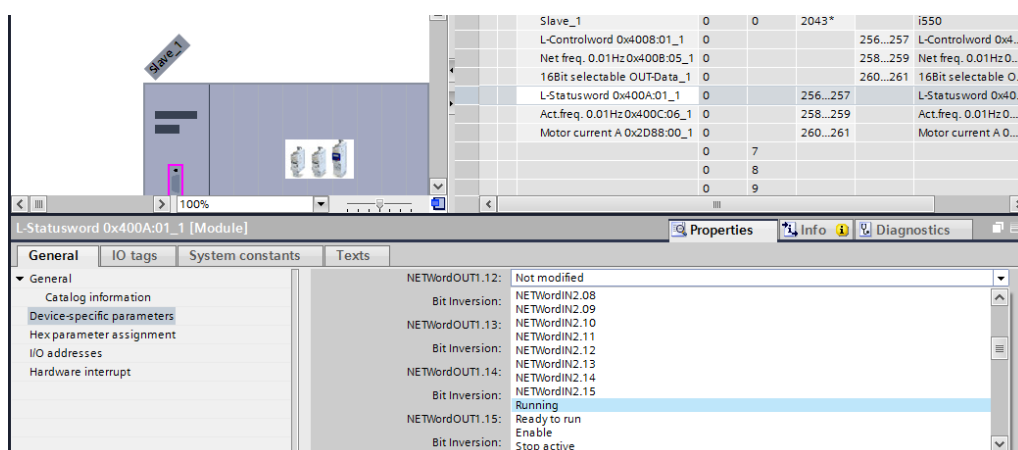 Slave_1 0 0 2043* i550
L-Controlword 0x4008:01_1 0 256...257 L-Controlword 0x4...
Net freq. 0.01Hz 0x400B:05_1 0 258...259 Net freq. 0.01Hz 0...
16Bit selectable OUT-Data_1 0 260...261 16Bit selectable O...
L-Statusword 0x400A:01_1 0 256...257 L-Statusword 0x40...
Act.freq. 0.01Hz 0x400C:06_1 0 258...259 Act.freq. 0.01Hz 0...
Motor current A 0x2D88:00_1 0 260...261 Motor current A 0...
0 7
0 8
0 9
Slave_1
100%
L-Statusword 0x400A:01_1 [Module]
Properties
Info
Diagnostics
General
IO tags
System constants
Texts
General
Catalog information
Device-specific parameters
Hex parameter assignment
I/O addresses
Hardware interrupt
NETWordOUT1.12: Not modified
Bit Inversion:
NETWordOUT1.13:
Bit Inversion:
NETWordOUT1.14:
Bit Inversion:
NETWordOUT1.15:
Bit Inversion:
NETWordIN2.08
NETWordIN2.09
NETWordIN2.10
NETWordIN2.11
NETWordIN2.12
NETWordIN2.13
NETWordIN2.14
NETWordIN2.15
Running
Ready to run
Enable
Stop active